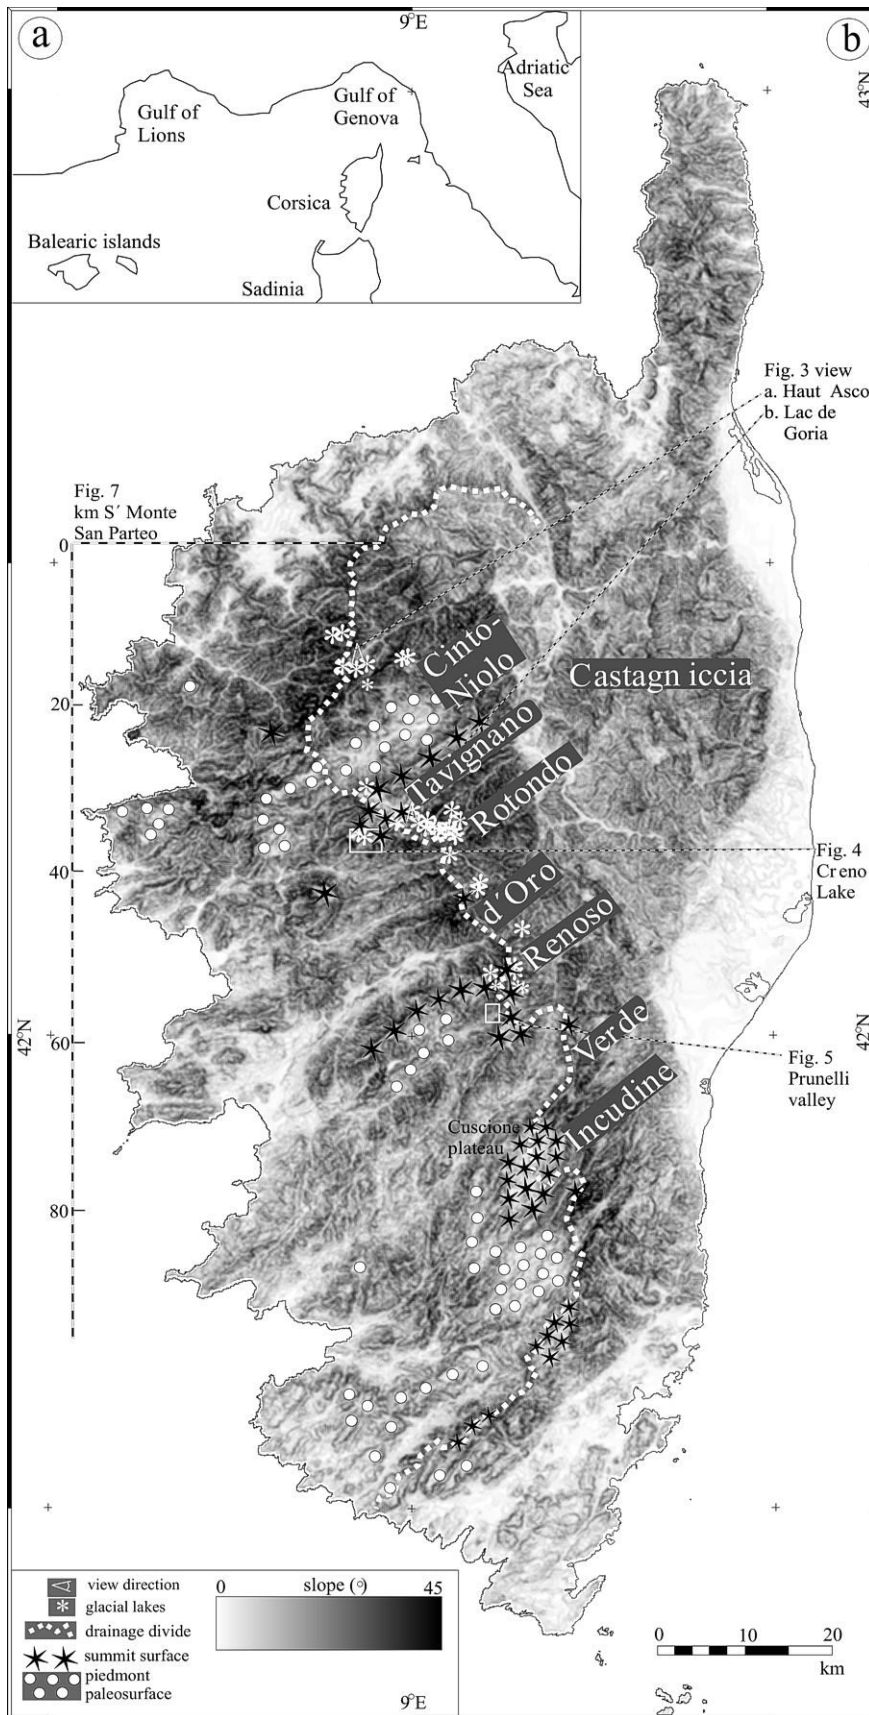 a
9°E
b
43°N
Adriatic
Sea
Gulf of
Lions
Gulf of
Genova
Corsica
Balearic islands
Sadinia
Fig. 3 view
a. Haut Asco
b. Lac de
Goria
Fig. 7
km S´ Monte
San Parteo
0
Cinto-
Niolo
Castagn iccia
20
Tavignano
Rotondo
Fig. 4
Creno
Lake
40
d´Oro
Renoso
42°N
60
Verde
42°N
Fig. 5
Prunelli
valley
Incudine
Cuscione
plateau
80
view direction
glacial lakes
drainage divide
summit surface
piedmont
paleosurface
0
slope (°)
45
9°E
0
10
20
km